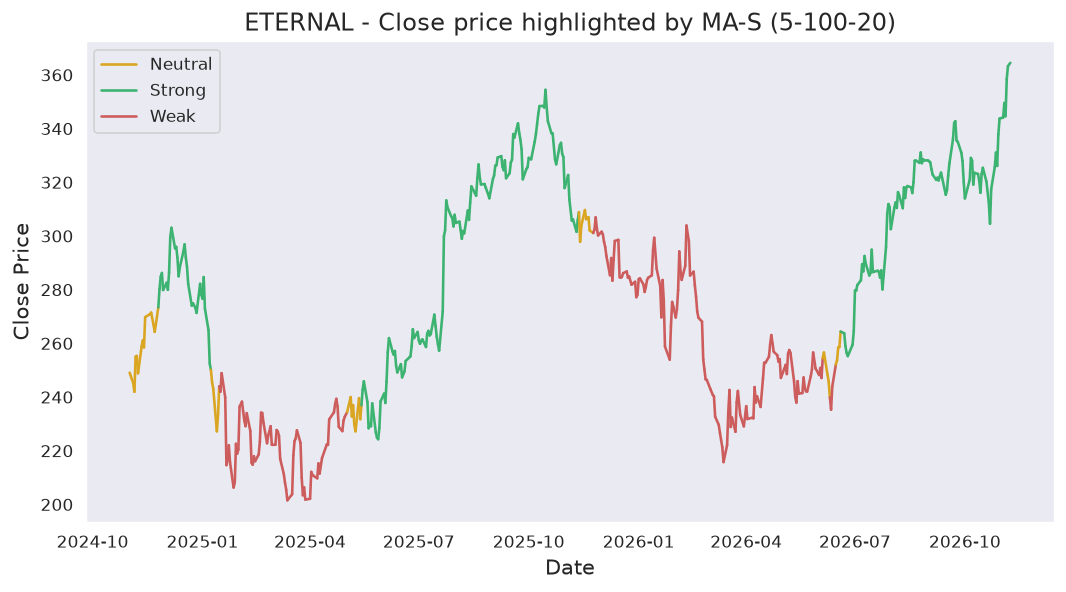 ETERNAL - Close price highlighted by MA-S (5-100-20)
Neutral
Strong
Weak
Close Price
360
340
320
300
280
260
240
220
200
2024-10 2025-01 2025-04 2025-07 2025-10 2026-01 2026-04 2026-07 2026-10
Date